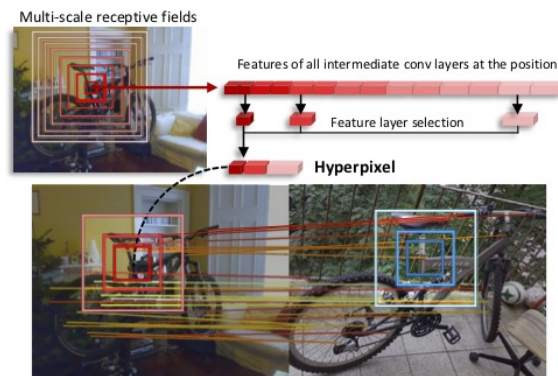 Multi-scale receptive fields
Features of all intermediate conv layers at the position
Feature layer selection
Hyperpixel